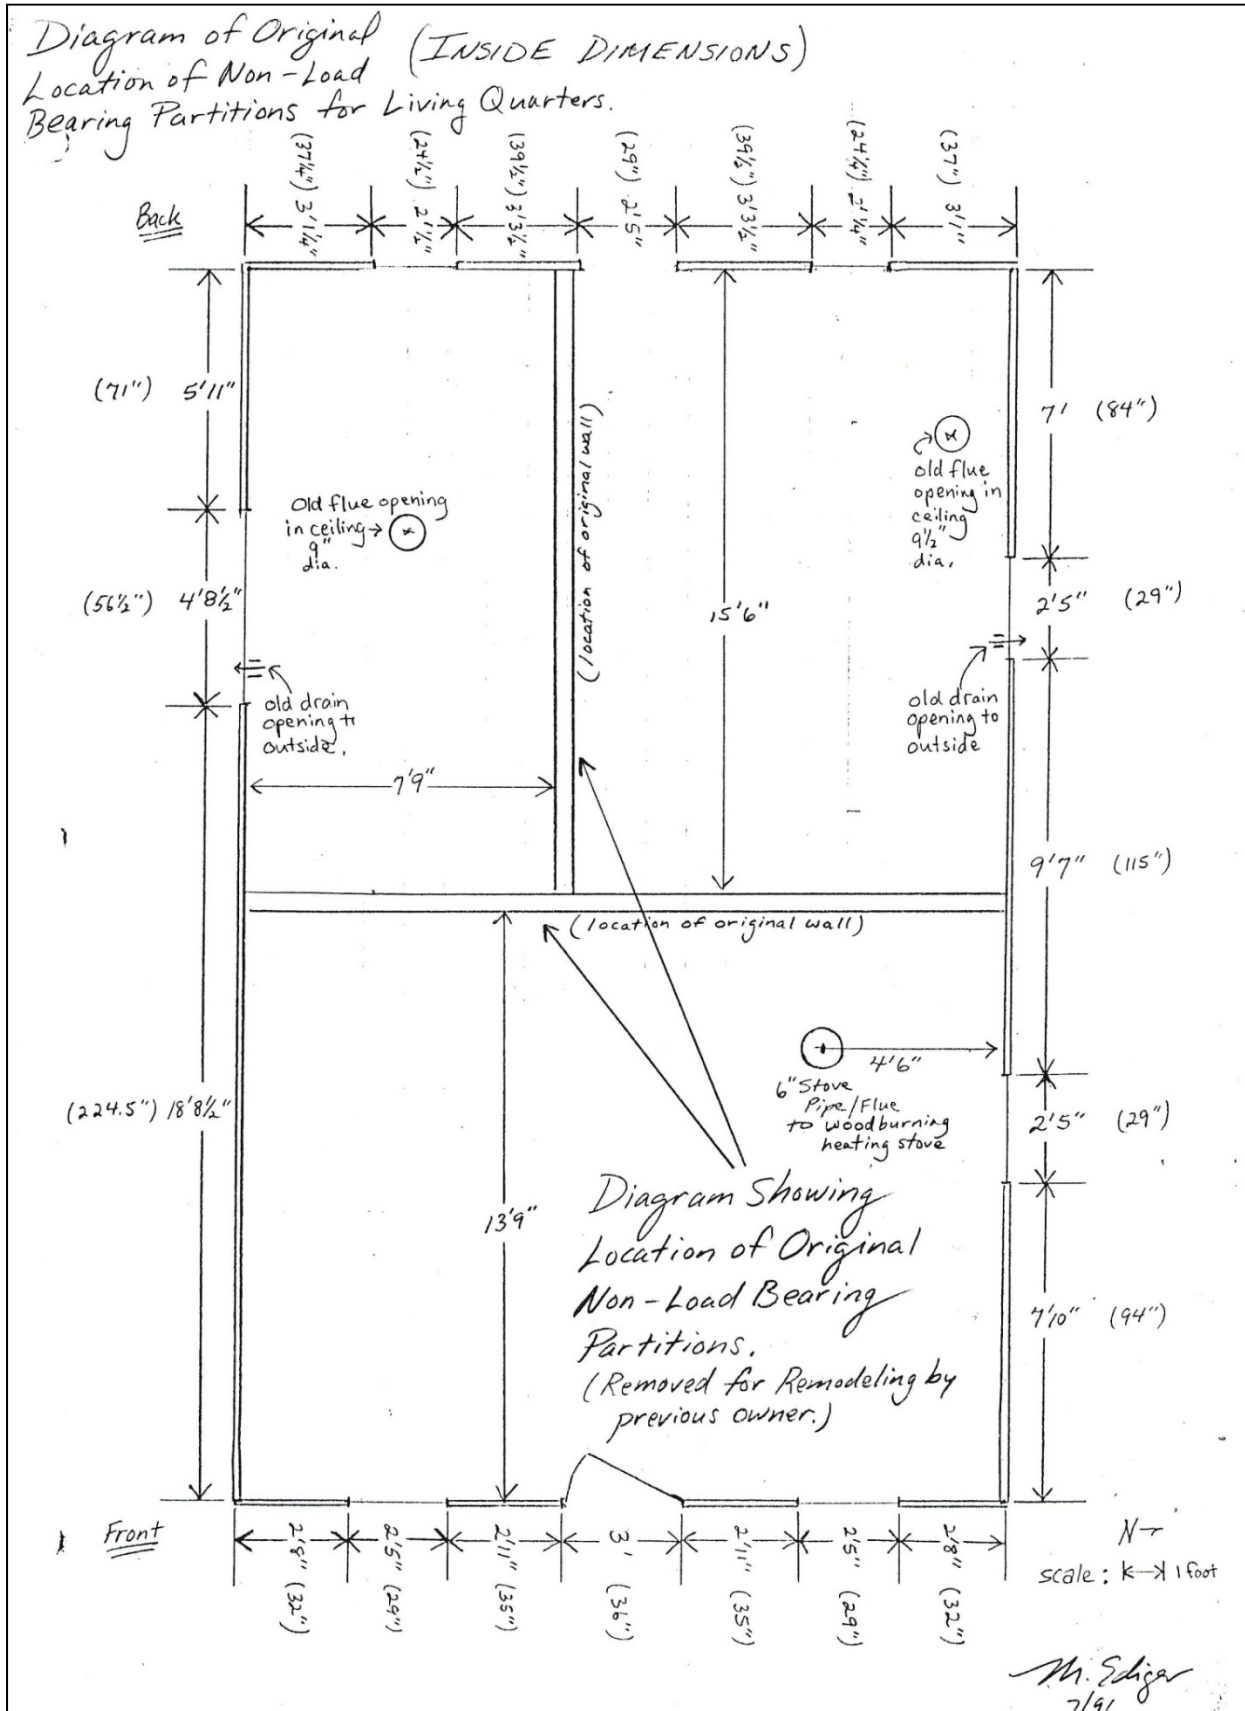 Diagram of Original (INSIDE DIMENSIONS)
Location of Non-Load
Bearing Partitions for Living Quarters.
(37¼") 3'1¼"
(24½") 2'½"
(39½") 3'3½"
(29") 2'5"
(39½") 3'3½"
(24¼") 2'¼"
(37") 3'1"
Back
(71") 5'11"
7' (84")
(location of original wall)
old flue
opening in
ceiling
9½"
dia.
Old flue opening
in ceiling
9"
dia.
(56½") 4'8½"
15'6"
2'5" (29")
old drain
opening to
outside.
old drain
opening to
outside
7'9"
9'7" (115")
(location of original wall)
4'6"
6" Stove
Pipe/Flue
to woodburning
heating stove
(224.5") 18'8½"
2'5" (29")
13'9"
Diagram Showing
Location of Original
Non-Load Bearing
Partitions.
(Removed for Remodeling by
previous owner.)
7'10" (94")
Front
2'8" (32")
2'5" (29")
2'11" (35")
3' (36")
2'11" (35")
2'5" (29")
2'8" (32")
N→
scale: 1 foot
M. Ediger
7/91